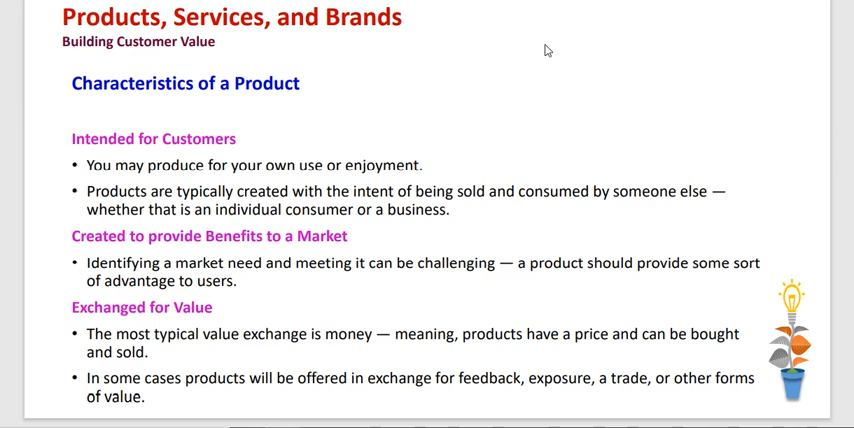 Products, Services, and Brands
Building Customer Value
Characteristics of a Product
Intended for Customers
• You may produce for your own use or enjoyment.
• Products are typically created with the intent of being sold and consumed by someone else —
whether that is an individual consumer or a business.
Created to provide Benefits to a Market
• Identifying a market need and meeting it can be challenging — a product should provide some sort
of advantage to users.
Exchanged for Value
• The most typical value exchange is money — meaning, products have a price and can be bought
and sold.
• In some cases products will be offered in exchange for feedback, exposure, a trade, or other forms
of value.